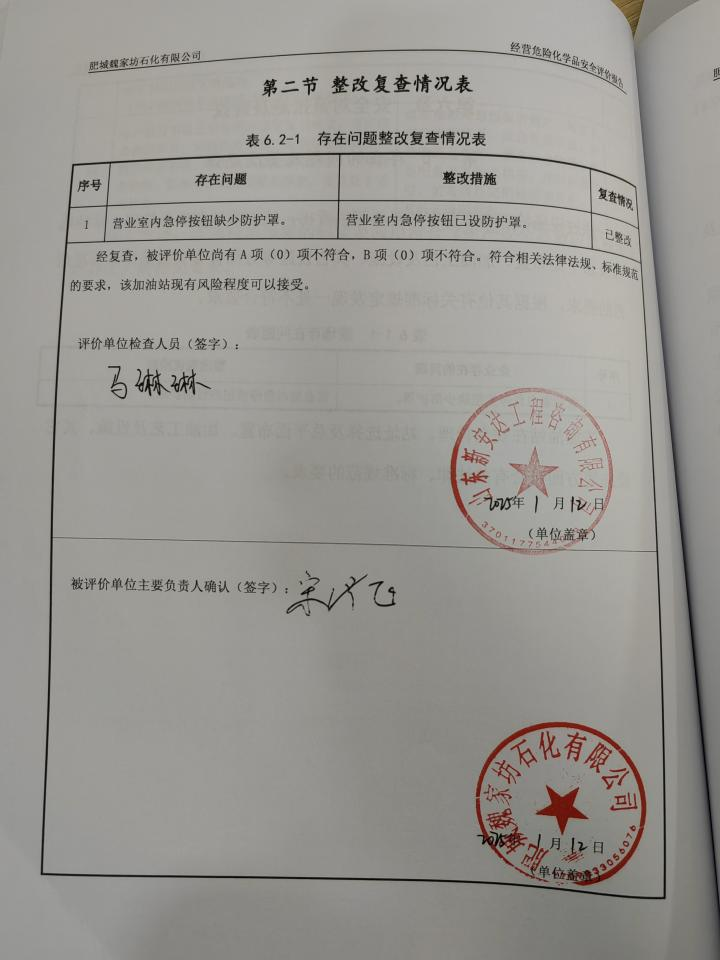 肥城魏家坊石化有限公司
经营危险化学品安全评价报告
第二节 整改复查情况表
表 6.2-1 存在问题整改复查情况表
序号 存在问题 整改措施 复查情况
1 营业室内急停按钮缺少防护罩。 营业室内急停按钮已设防护罩。 已整改
经复查，被评价单位尚有 A 项（0）项不符合，B 项（0）项不符合。符合相关法律法规、标准规范
的要求，该加油站现有风险程度可以接受。
评价单位检查人员（签字）：
马琳琳
山东新安达工程咨询有限公司
2025年 1 月 12 日
（单位盖章）
被评价单位主要负责人确认（签字）：宋 飞
肥城魏家坊石化有限公司
2025年 1 月 12 日
（单位盖章）